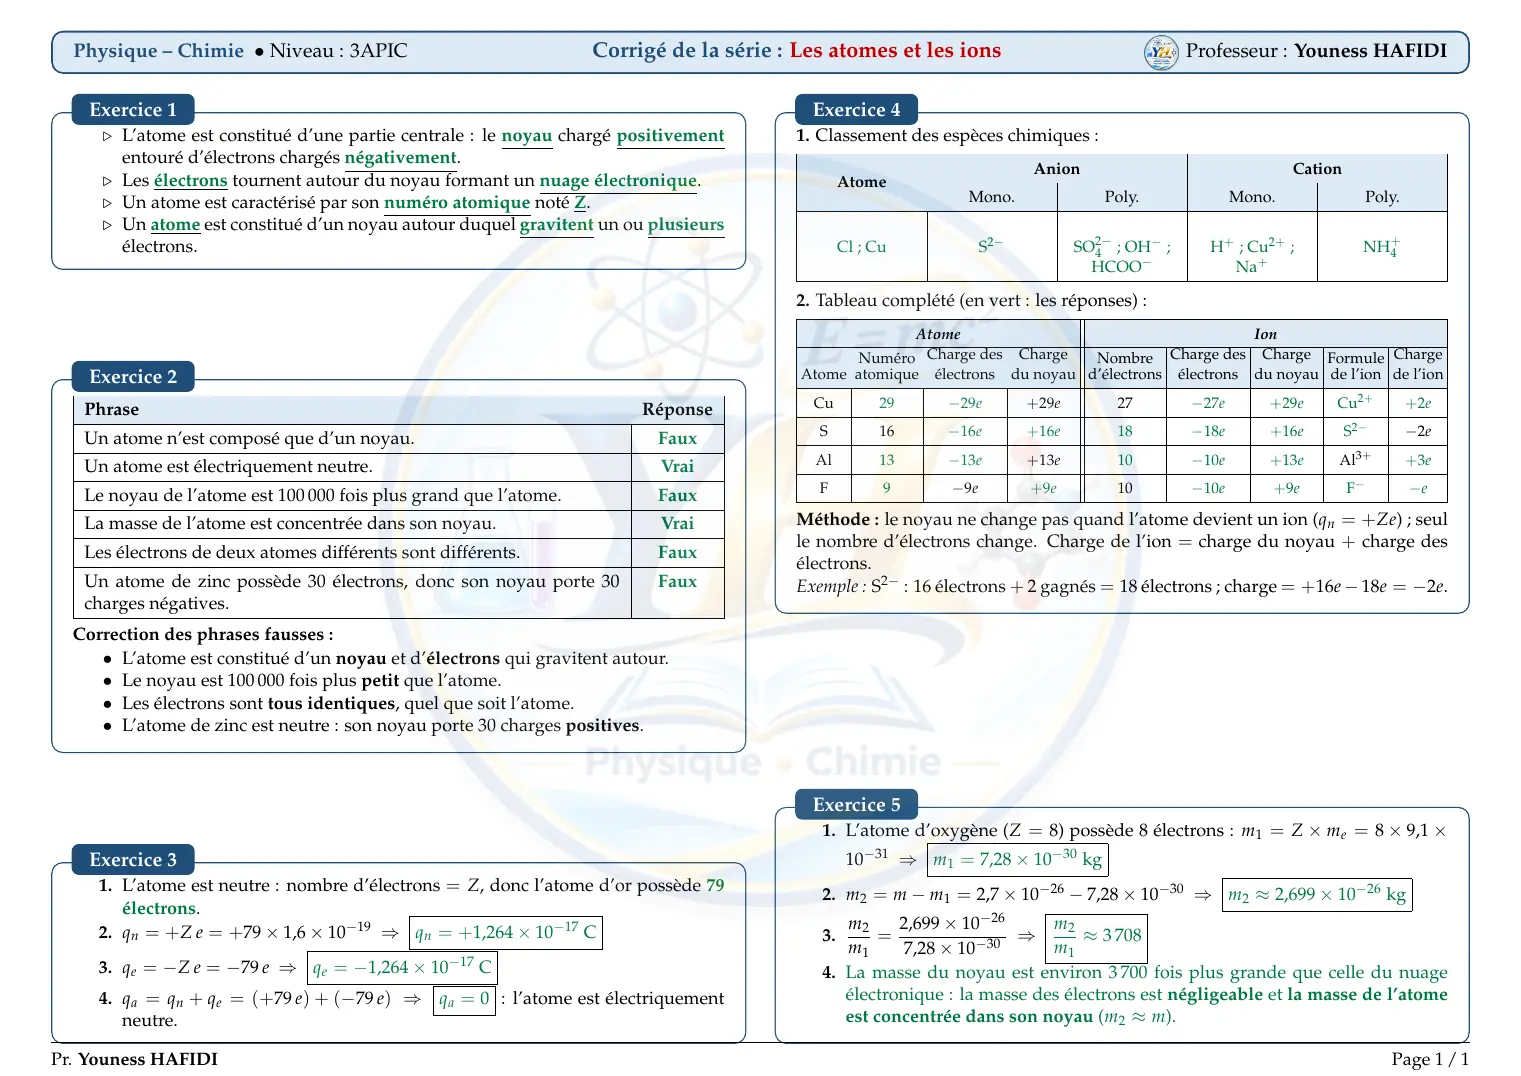 Physique – Chimie • Niveau : 3APIC
Corrigé de la série : Les atomes et les ions
Professeur : Youness HAFIDI
Exercice 1
▷ L'atome est constitué d'une partie centrale : le noyau chargé positivement
entouré d'électrons chargés négativement.
▷ Les électrons tournent autour du noyau formant un nuage électronique.
▷ Un atome est caractérisé par son numéro atomique noté Z.
▷ Un atome est constitué d'un noyau autour duquel gravitent un ou plusieurs
électrons.
Exercice 2
Phrase Réponse
Un atome n'est composé que d'un noyau. Faux
Un atome est électriquement neutre. Vrai
Le noyau de l'atome est 100 000 fois plus grand que l'atome. Faux
La masse de l'atome est concentrée dans son noyau. Vrai
Les électrons de deux atomes différents sont différents. Faux
Un atome de zinc possède 30 électrons, donc son noyau porte 30 Faux
charges négatives.
Correction des phrases fausses :
• L'atome est constitué d'un noyau et d'électrons qui gravitent autour.
• Le noyau est 100 000 fois plus petit que l'atome.
• Les électrons sont tous identiques, quel que soit l'atome.
• L'atome de zinc est neutre : son noyau porte 30 charges positives.
Exercice 3
1. L'atome est neutre : nombre d'électrons = Z, donc l'atome d'or possède 79
électrons.
2. qₙ = +Z e = +79 × 1,6 × 10⁻¹⁹ ⇒ qₙ = +1,264 × 10⁻¹⁷ C
3. qₑ = −Z e = −79 e ⇒ qₑ = −1,264 × 10⁻¹⁷ C
4. qₐ = qₙ + qₑ = (+79 e) + (−79 e) ⇒ qₐ = 0 : l'atome est électriquement
neutre.
Exercice 4
1. Classement des espèces chimiques :
Atome Anion Cation
Mono. Poly. Mono. Poly.
Cl ; Cu S²⁻ SO₄²⁻ ; OH⁻ ; H⁺ ; Cu²⁺ ; NH₄⁺
HCOO⁻ Na⁺
2. Tableau complété (en vert : les réponses) :
Atome Ion
Numéro Charge des Charge Nombre Charge des Charge Formule Charge
Atome atomique électrons du noyau d'électrons électrons du noyau de l'ion de l'ion
Cu 29 −29e +29e 27 −27e +29e Cu²⁺ +2e
S 16 −16e +16e 18 −18e +16e S²⁻ −2e
Al 13 −13e +13e 10 −10e +13e Al³⁺ +3e
F 9 −9e +9e 10 −10e +9e F⁻ −e
Méthode : le noyau ne change pas quand l'atome devient un ion (qₙ = +Ze) ; seul
le nombre d'électrons change. Charge de l'ion = charge du noyau + charge des
électrons.
Exemple : S²⁻ : 16 électrons + 2 gagnés = 18 électrons ; charge = +16e − 18e = −2e.
Exercice 5
1. L'atome d'oxygène (Z = 8) possède 8 électrons : m₁ = Z × mₑ = 8 × 9,1 ×
10⁻³¹ ⇒ m₁ = 7,28 × 10⁻³⁰ kg
2. m₂ = m − m₁ = 2,7 × 10⁻²⁶ − 7,28 × 10⁻³⁰ ⇒ m₂ ≈ 2,699 × 10⁻²⁶ kg
3. m₂/m₁ = 2,699 × 10⁻²⁶/7,28 × 10⁻³⁰ ⇒ m₂/m₁ ≈ 3 708
4. La masse du noyau est environ 3 700 fois plus grande que celle du nuage
électronique : la masse des électrons est négligeable et la masse de l'atome
est concentrée dans son noyau (m₂ ≈ m).
E=mc²
YH
Physique • Chimie
Pr. Youness HAFIDI
Page 1 / 1